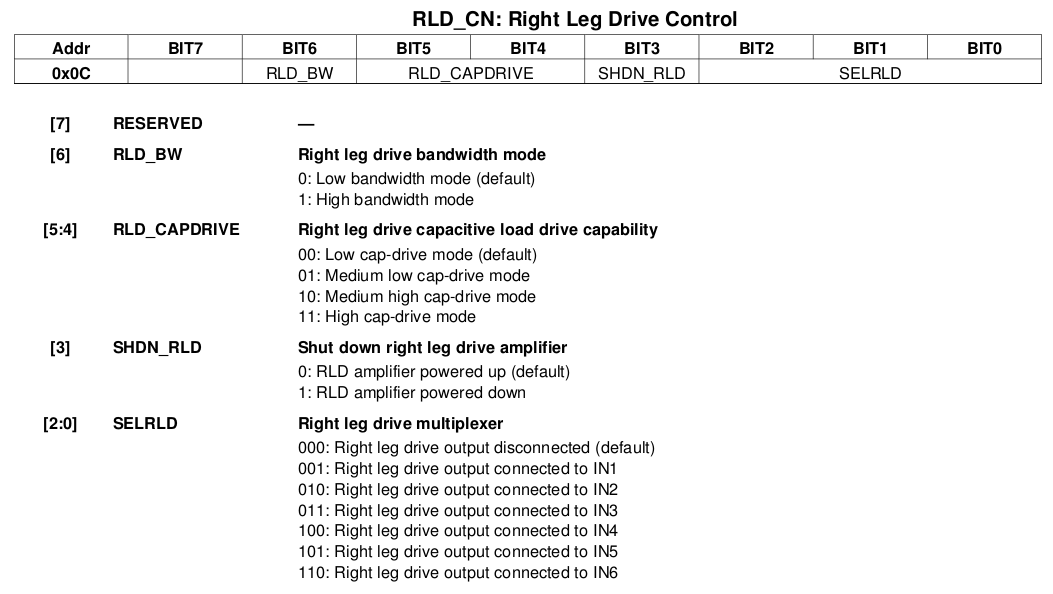 RLD_CN: Right Leg Drive Control
Addr BIT7 BIT6 BIT5 BIT4 BIT3 BIT2 BIT1 BIT0
0x0C RLD_BW RLD_CAPDRIVE SHDN_RLD SELRLD
[7] RESERVED —
[6] RLD_BW Right leg drive bandwidth mode
0: Low bandwidth mode (default)
1: High bandwidth mode
[5:4] RLD_CAPDRIVE Right leg drive capacitive load drive capability
00: Low cap-drive mode (default)
01: Medium low cap-drive mode
10: Medium high cap-drive mode
11: High cap-drive mode
[3] SHDN_RLD Shut down right leg drive amplifier
0: RLD amplifier powered up (default)
1: RLD amplifier powered down
[2:0] SELRLD Right leg drive multiplexer
000: Right leg drive output disconnected (default)
001: Right leg drive output connected to IN1
010: Right leg drive output connected to IN2
011: Right leg drive output connected to IN3
100: Right leg drive output connected to IN4
101: Right leg drive output connected to IN5
110: Right leg drive output connected to IN6